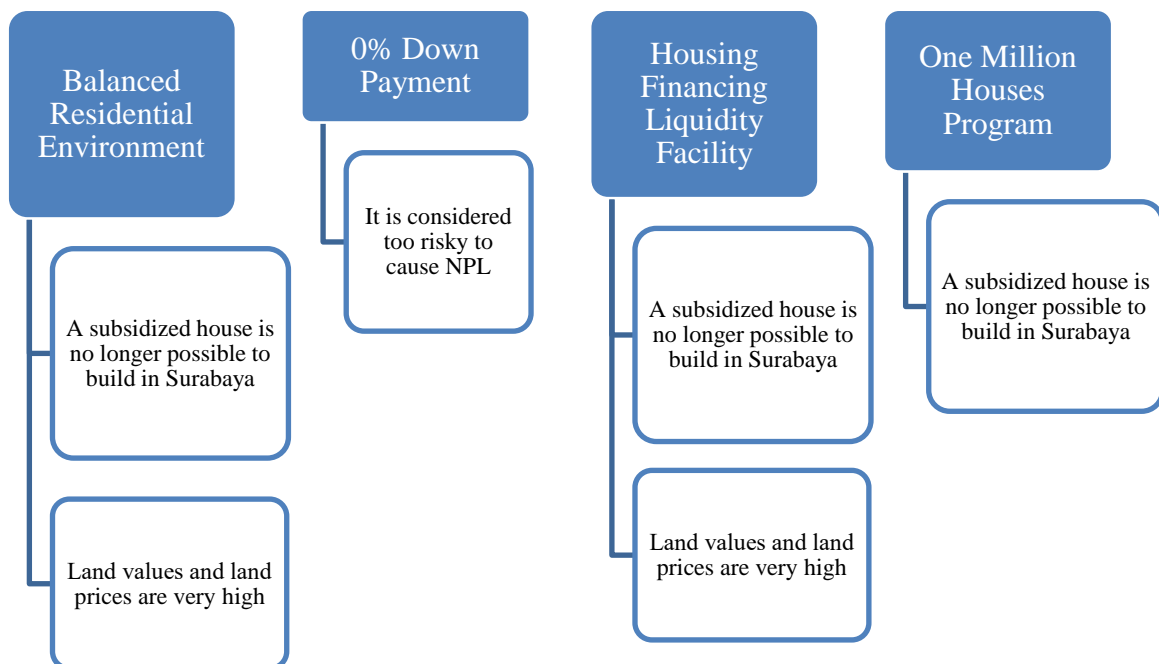 Balanced
Residential
Environment
A subsidized house is
no longer possible to
build in Surabaya
Land values and land
prices are very high
0% Down
Payment
It is considered
too risky to
cause NPL
Housing
Financing
Liquidity
Facility
A subsidized house is
no longer possible to
build in Surabaya
Land values and land
prices are very high
One Million
Houses
Program
A subsidized house is
no longer possible to
build in Surabaya